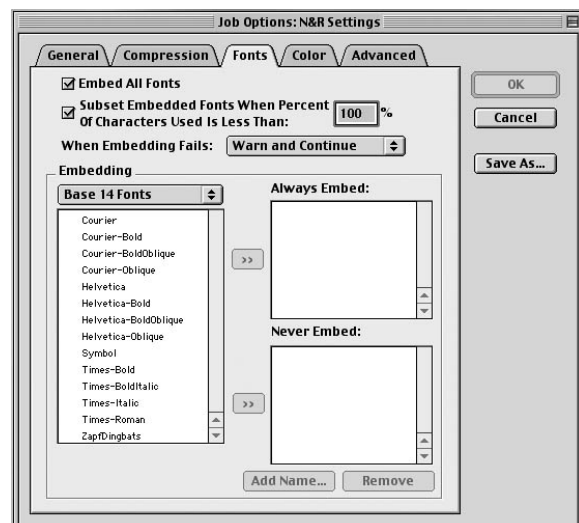 Job Options: N&R Settings
General Compression Fonts Color Advanced
Embed All Fonts
Subset Embedded Fonts When Percent
Of Characters Used Is Less Than: 100 %
When Embedding Fails: Warn and Continue
OK
Cancel
Save As...
Embedding
Base 14 Fonts
Courier
Courier-Bold
Courier-BoldOblique
Courier-Oblique
Helvetica
Helvetica-Bold
Helvetica-BoldOblique
Helvetica-Oblique
Symbol
Times-Bold
Times-BoldItalic
Times-Italic
Times-Roman
ZapfDingbats
>>
>>
Always Embed:
Never Embed:
Add Name... Remove